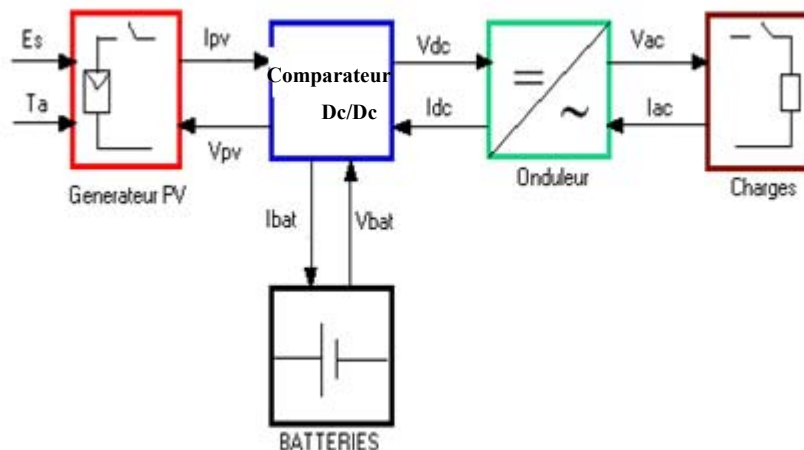 Es
Ipv
Comparateur
Dc/Dc
Vdc
Vac
Ta
Vpv
Idc
Iac
Generateur PV
Onduleur
Charges
Ibat
Vbat
BATTERIES